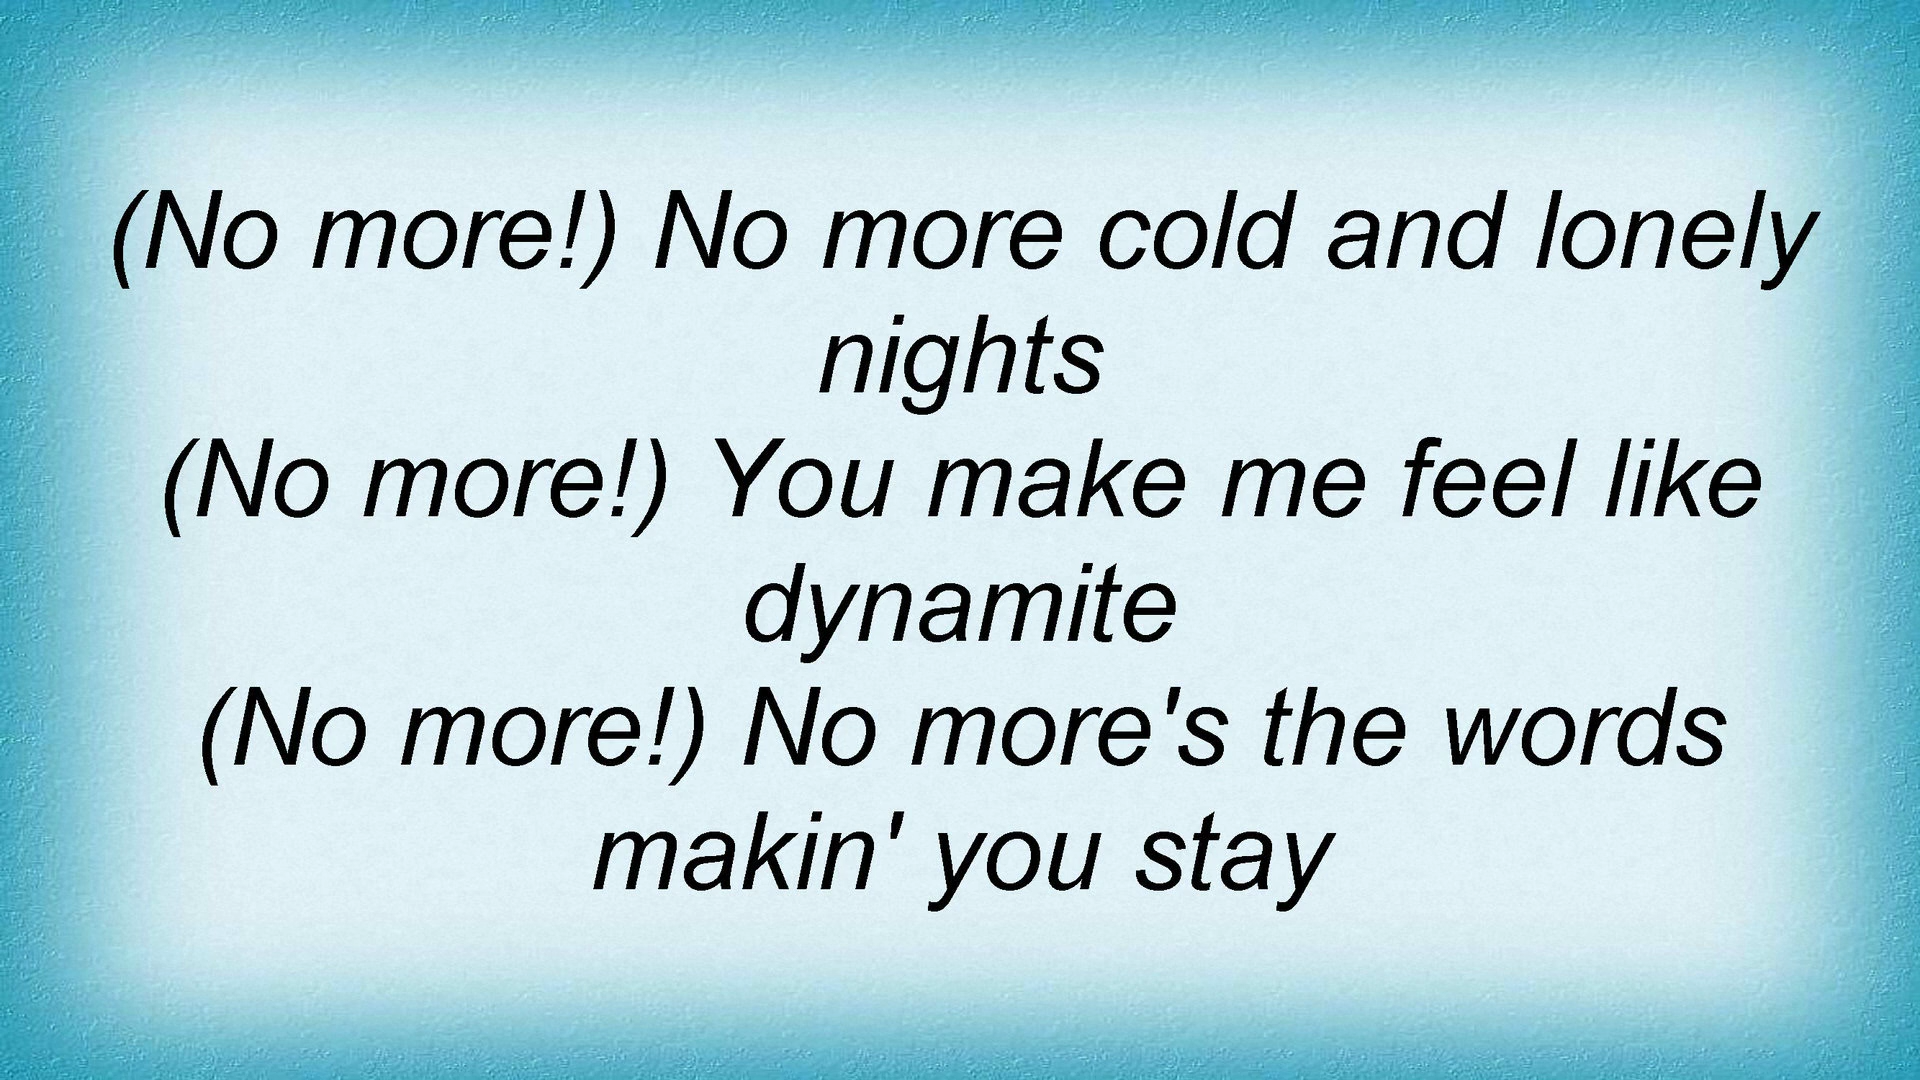 (No more!) No more cold and lonely
nights
(No more!) You make me feel like
dynamite
(No more!) No more's the words
makin' you stay